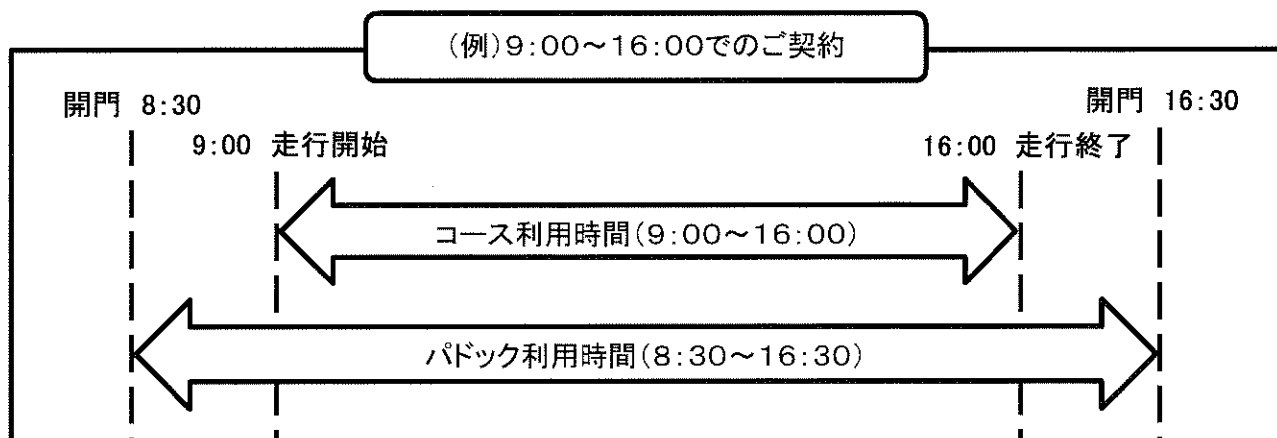 (例)9:00～16:00でのご契約
開門 8:30
開門 16:30
9:00 走行開始
16:00 走行終了
コース利用時間(9:00～16:00)
パドック利用時間(8:30～16:30)